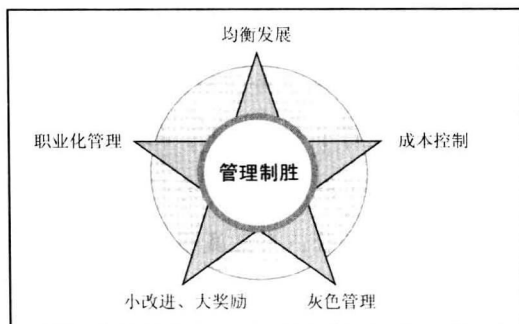 均衡发展
职业化管理
成本控制
管理制胜
小改进、大奖励
灰色管理